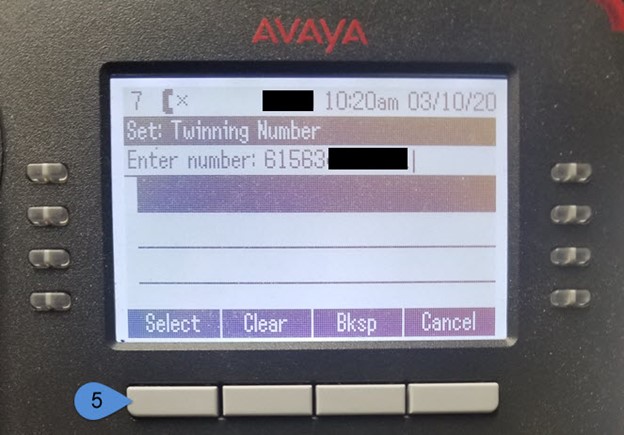 AVAYA
7 10:20am 03/10/20
Set: Twinning Number
Enter number: 61563
Select Clear Bksp Cancel
5